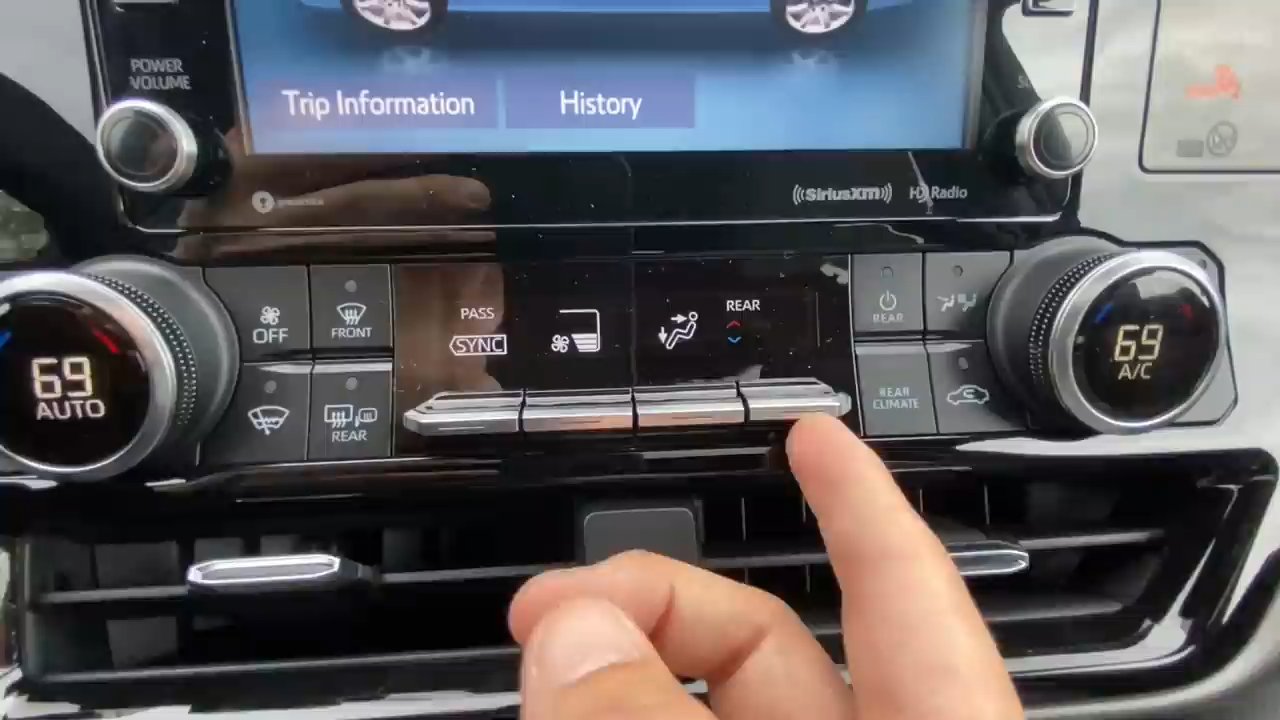 POWER
VOLUME
Trip Information
History
((SiriusXM))
HD Radio
OFF
FRONT
PASS
SYNC
REAR
REAR
69
AUTO
REAR
REAR
CLIMATE
69
A/C